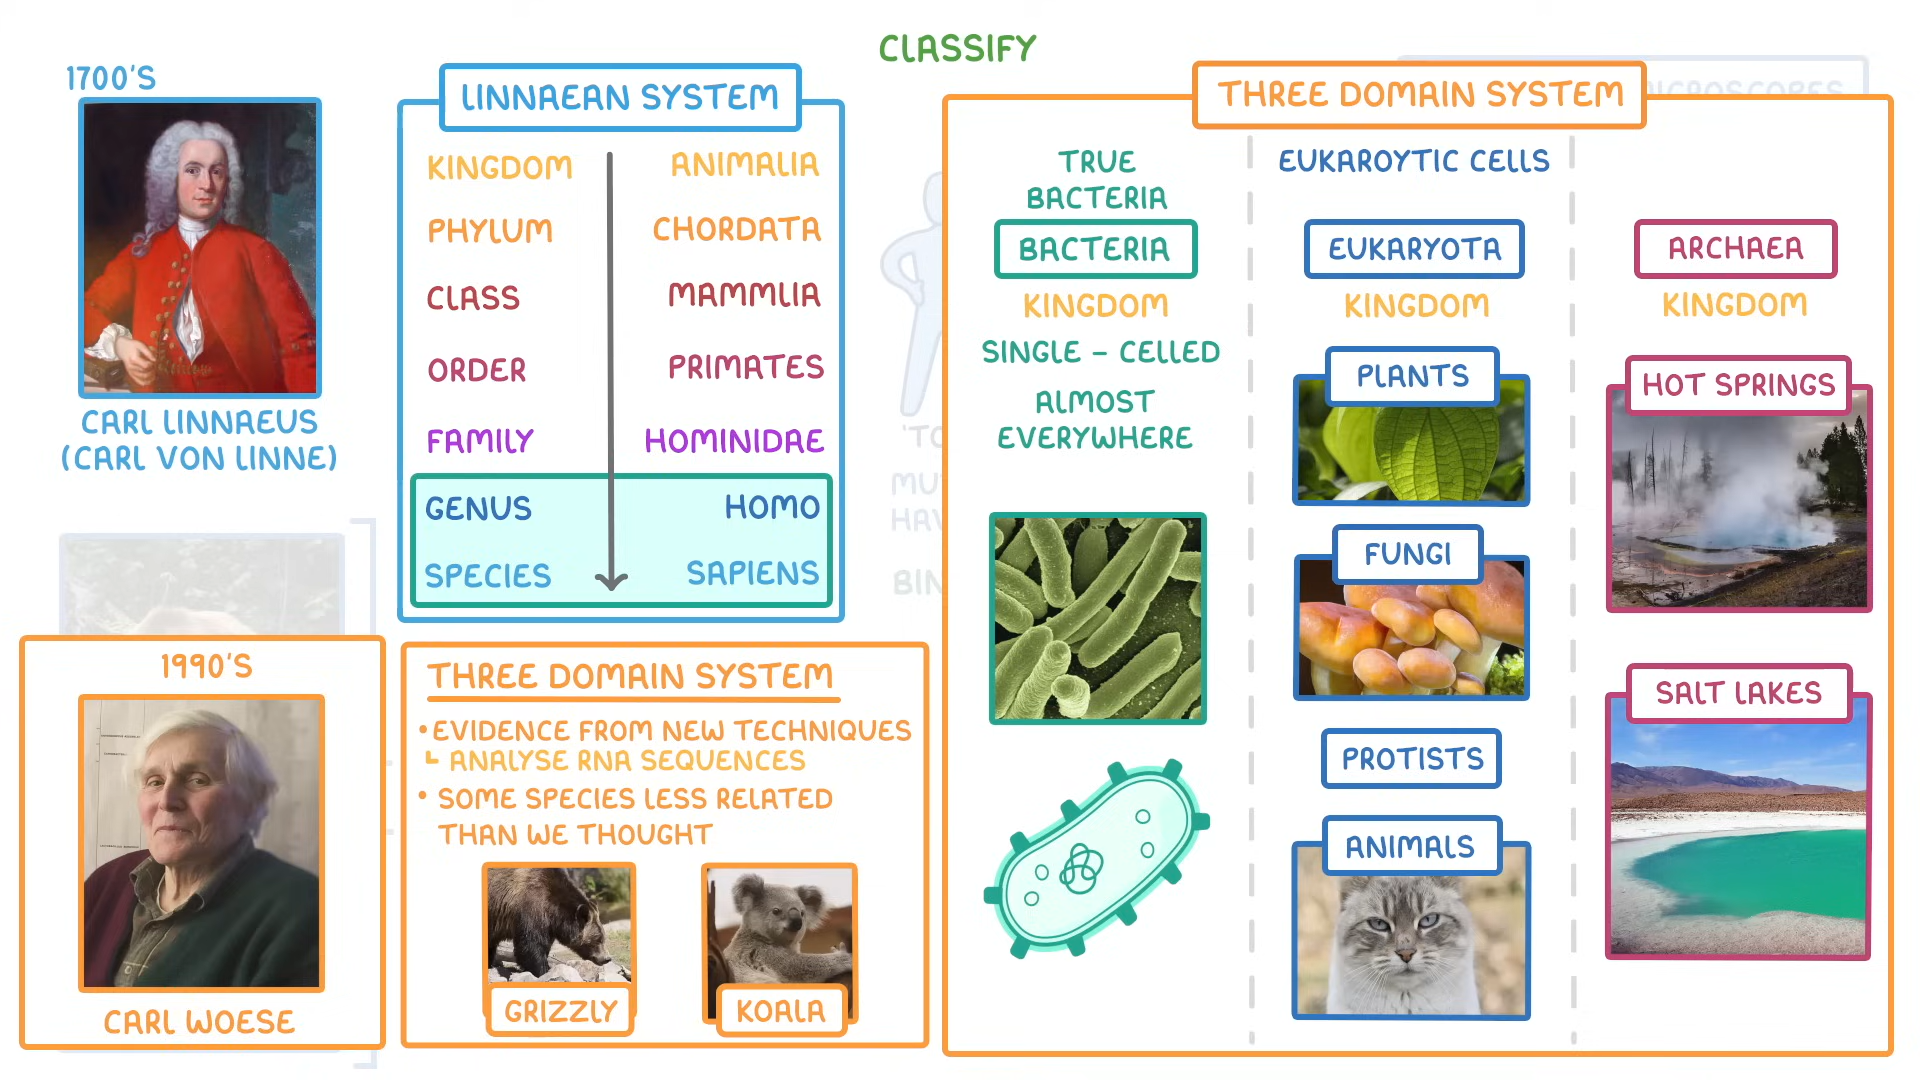 CLASSIFY
1700'S
CARL LINNAEUS
(CARL VON LINNE)
LINNAEAN SYSTEM
KINGDOM ANIMALIA
PHYLUM CHORDATA
CLASS MAMMLIA
ORDER PRIMATES
FAMILY HOMINIDAE
GENUS HOMO
SPECIES SAPIENS
1990'S
CARL WOESE
THREE DOMAIN SYSTEM
•EVIDENCE FROM NEW TECHNIQUES
ANALYSE RNA SEQUENCES
• SOME SPECIES LESS RELATED
THAN WE THOUGHT
GRIZZLY
KOALA
THREE DOMAIN SYSTEM
TRUE
BACTERIA
BACTERIA
KINGDOM
SINGLE - CELLED
ALMOST
EVERYWHERE
EUKAROYTIC CELLS
EUKARYOTA
KINGDOM
PLANTS
FUNGI
PROTISTS
ANIMALS
ARCHAEA
KINGDOM
HOT SPRINGS
SALT LAKES